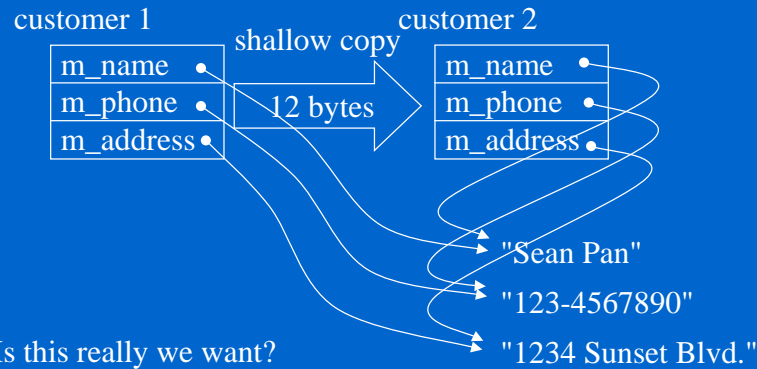 customer 1
shallow copy
customer 2
m_name
m_phone
m_address
12 bytes
m_name
m_phone
m_address
"Sean Pan"
"123-4567890"
"1234 Sunset Blvd."
Is this really we want?